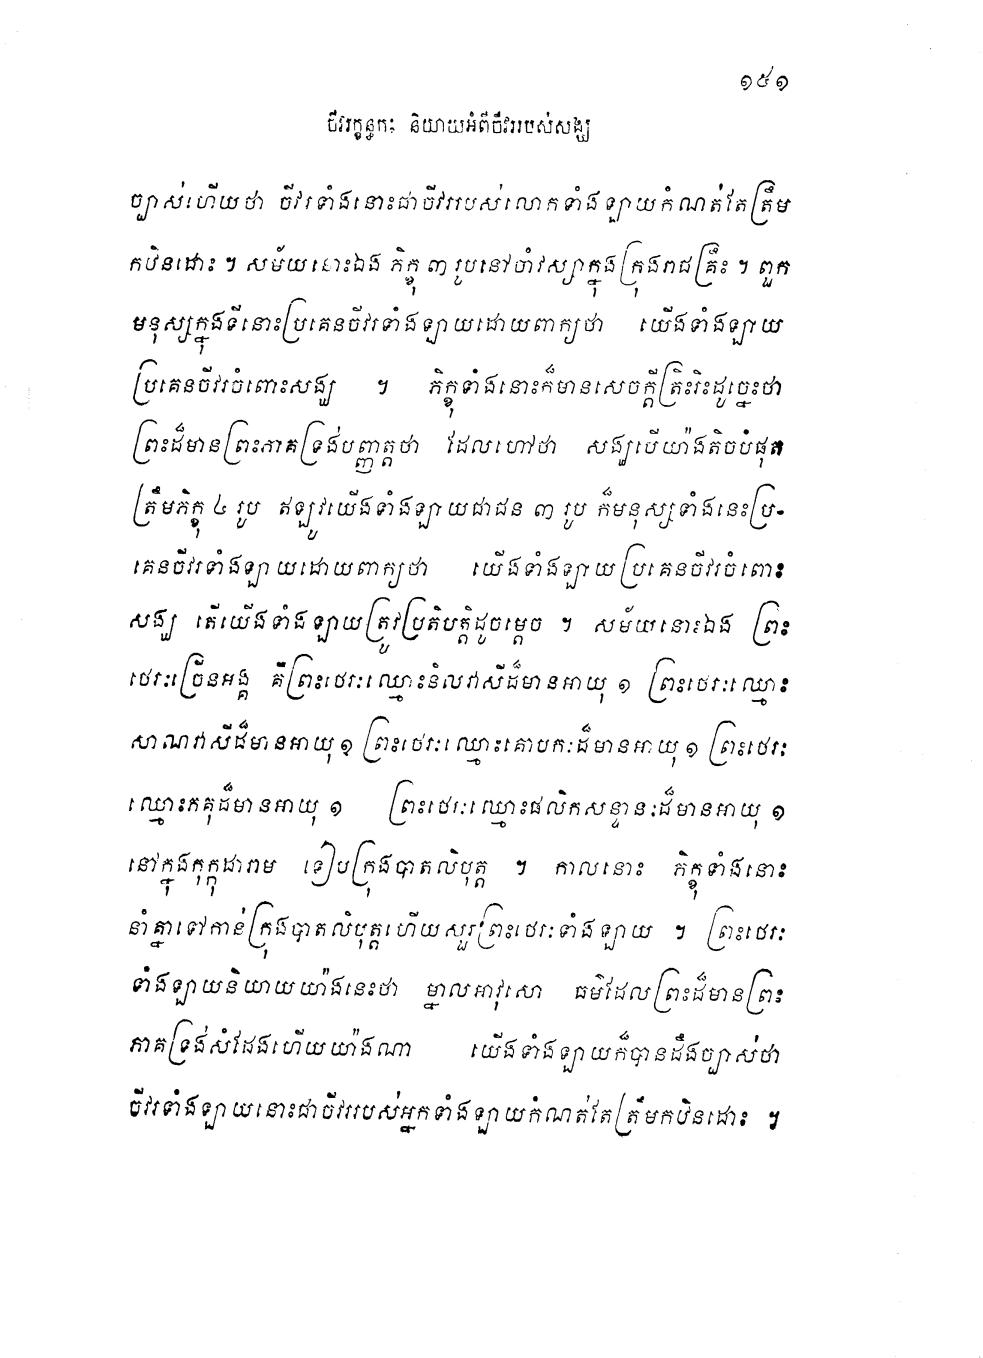 ១៥១
ចីវរក្ខន្ធកៈ និយាយអំពីចីវររបស់សង្ឃ
ច្បាស់ហើយថា ចីវរទាំងនោះជាចីវររបស់លោកទាំងឡាយកំណត់តែត្រឹម
កឋិនដោះ ។ សម័យនោះឯង ភិក្ខុ ៣ រូបនៅចាំវស្សាក្នុងក្រុងរាជគ្រឹះ ។ ពួក
មនុស្សក្នុងទីនោះប្រគេនចីវរទាំងឡាយដោយពាក្យថា យើងទាំងឡាយ
ប្រគេនចីវរចំពោះសង្ឃ ។ ភិក្ខុទាំងនោះក៏មានសេចក្តីត្រិះរិះដូច្នេះថា
ព្រះដ៏មានព្រះភាគទ្រង់បញ្ញត្តថា ដែលហៅថា សង្ឃបើយ៉ាងតិចបំផុត
ត្រឹមភិក្ខុ ៤ រូប ឥឡូវយើងទាំងឡាយជាជន ៣ រូប ក៏មនុស្សទាំងនេះប្រ-
គេនចីវរទាំងឡាយដោយពាក្យថា យើងទាំងឡាយប្រគេនចីវរចំពោះ
សង្ឃ តើយើងទាំងឡាយត្រូវប្រតិបត្តិដូចម្តេច ។ សម័យនោះឯង ព្រះ
ថេរៈច្រើនអង្គ គឺព្រះថេរៈឈ្មោះនិលវាសីដ៏មានអាយុ ១ ព្រះថេរៈឈ្មោះ
សាណវាសីដ៏មានអាយុ ១ ព្រះថេរៈឈ្មោះគោបកៈដ៏មានអាយុ ១ ព្រះថេរៈ
ឈ្មោះភគុដ៏មានអាយុ ១ ព្រះថេរៈឈ្មោះផលិកសន្ទានៈដ៏មានអាយុ ១
នៅក្នុងកុក្កុដារាម ទៀបក្រុងបាតលិបុត្ត ។ កាលនោះ ភិក្ខុទាំងនោះ
នាំគ្នាទៅកាន់ក្រុងបាតលិបុត្តហើយសួរព្រះថេរៈទាំងឡាយ ។ ព្រះថេរៈ
ទាំងឡាយនិយាយយ៉ាងនេះថា ម្នាលអាវុសោ ធម៌ដែលព្រះដ៏មានព្រះ
ភាគទ្រង់សំដែងហើយយ៉ាងណា យើងទាំងឡាយក៏បានដឹងច្បាស់ថា
ចីវរទាំងឡាយនោះជាចីវររបស់អ្នកទាំងឡាយកំណត់តែត្រឹមកឋិនដោះ ។